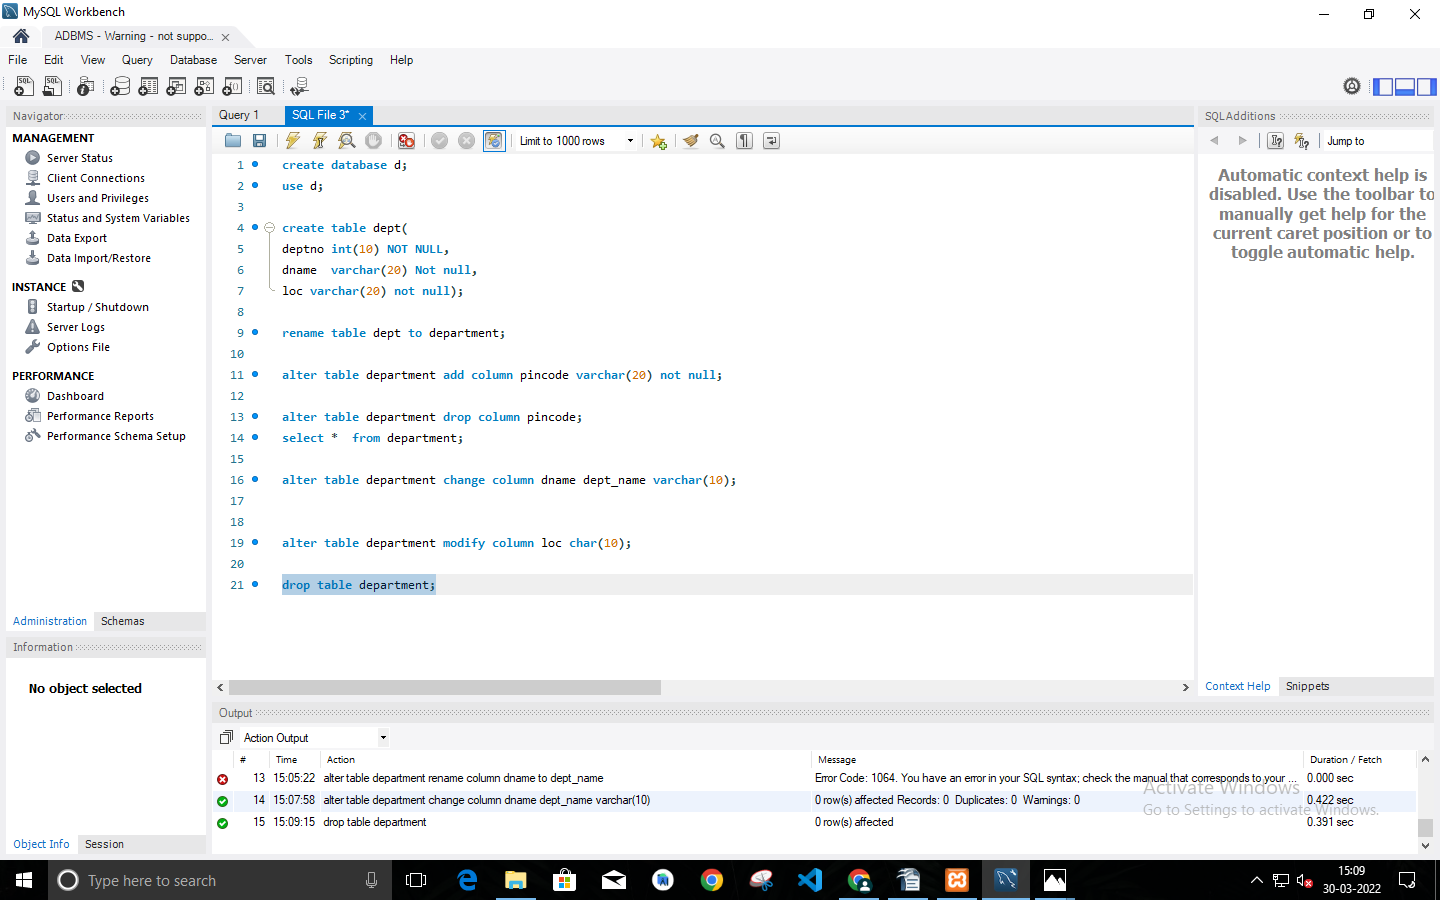 MySQL Workbench
ADBMS - Warning - not suppo...
File Edit View Query Database Server Tools Scripting Help
Navigator
MANAGEMENT
Server Status
Client Connections
Users and Privileges
Status and System Variables
Data Export
Data Import/Restore
INSTANCE
Startup / Shutdown
Server Logs
Options File
PERFORMANCE
Dashboard
Performance Reports
Performance Schema Setup
Administration Schemas
Information
No object selected
Object Info Session
Query 1 SQL File 3*
Limit to 1000 rows
1 create database d;
2 use d;
3
4 create table dept(
5 deptno int(10) NOT NULL,
6 dname  varchar(20) Not null,
7 loc varchar(20) not null);
8
9 rename table dept to department;
10
11 alter table department add column pincode varchar(20) not null;
12
13 alter table department drop column pincode;
14 select *  from department;
15
16 alter table department change column dname dept_name varchar(10);
17
18
19 alter table department modify column loc char(10);
20
21 drop table department;
SQLAdditions
Jump to
Automatic context help is
disabled. Use the toolbar to
manually get help for the
current caret position or to
toggle automatic help.
Context Help Snippets
Output
Action Output
# Time Action Message Duration / Fetch
13 15:05:22 alter table department rename column dname to dept_name Error Code: 1064. You have an error in your SQL syntax; check the manual that corresponds to your ... 0.000 sec
14 15:07:58 alter table department change column dname dept_name varchar(10) 0 row(s) affected Records: 0  Duplicates: 0  Warnings: 0 0.422 sec
15 15:09:15 drop table department 0 row(s) affected 0.391 sec
Activate Windows
Go to Settings to activate Windows.
Type here to search
15:09
30-03-2022